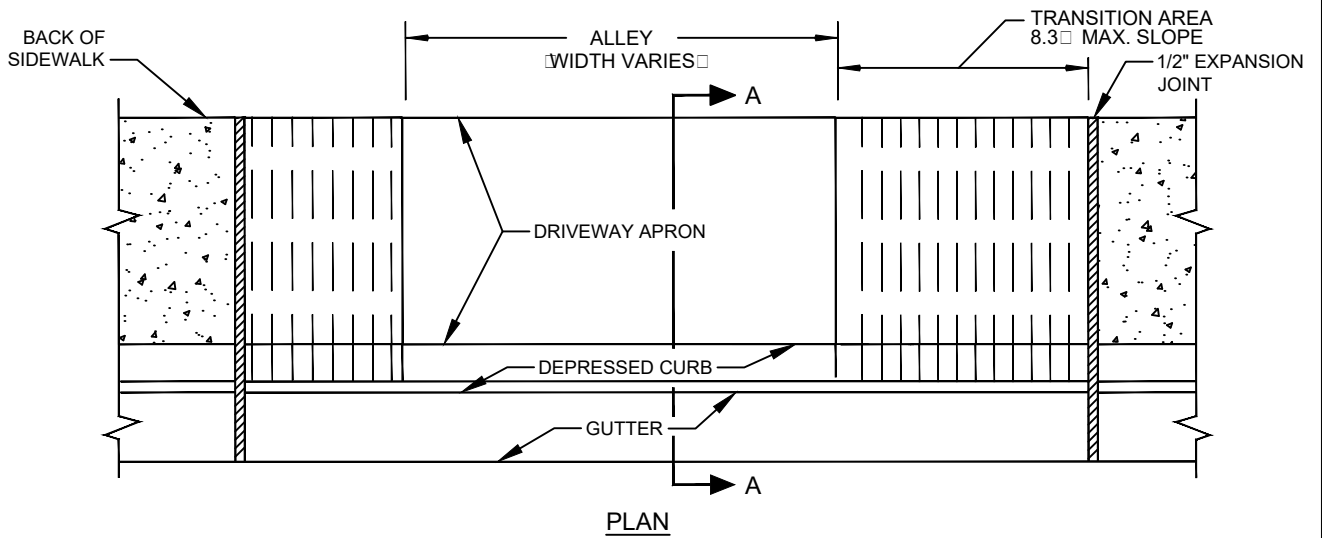 BACK OF
SIDEWALK
ALLEY
□WIDTH VARIES□
TRANSITION AREA
8.3□ MAX. SLOPE
1/2" EXPANSION
JOINT
A
DRIVEWAY APRON
DEPRESSED CURB
GUTTER
A
PLAN